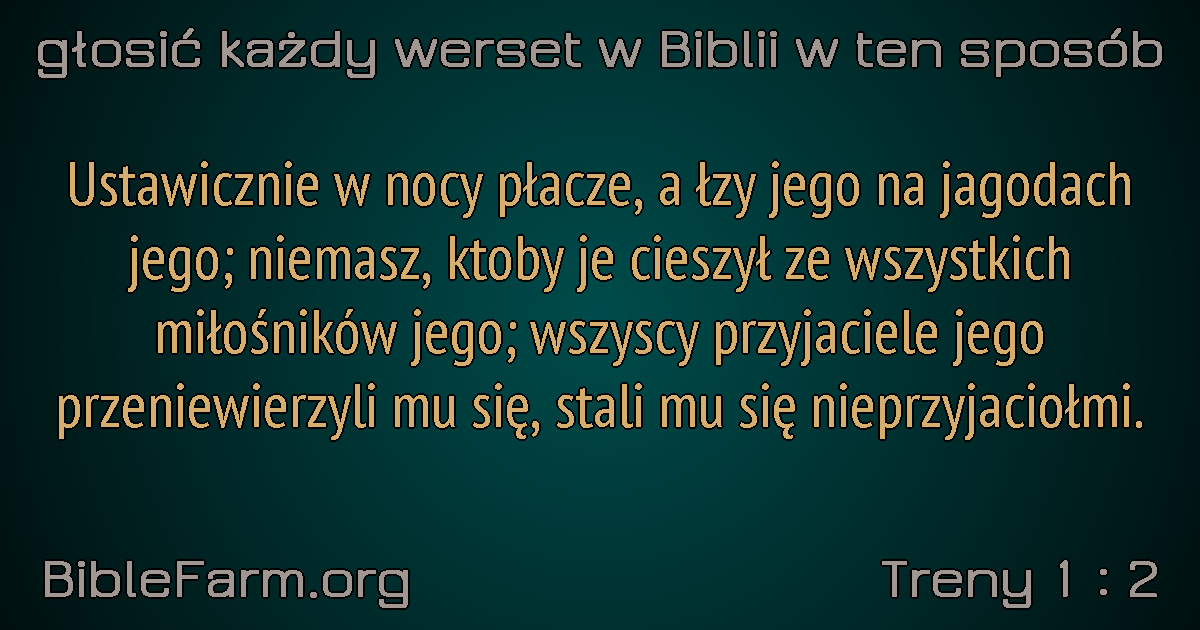 głosić każdy werset w Biblii w ten sposób
Ustawicznie w nocy płacze, a łzy jego na jagodach
jego; niemasz, ktoby je cieszył ze wszystkich
miłośników jego; wszyscy przyjaciele jego
przeniewierzyli mu się, stali mu się nieprzyjaciołmi.
BibleFarm.org
Treny 1 : 2